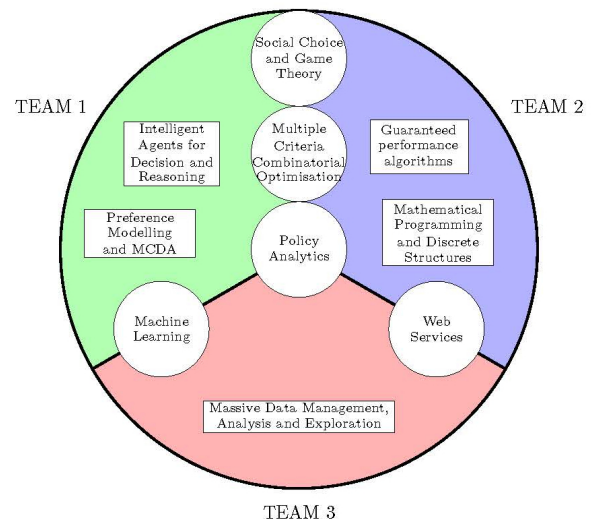 Social Choice
and Game
Theory
TEAM 1
TEAM 2
Intelligent
Agents for
Decision and
Reasoning
Multiple
Criteria
Combinatorial
Optimisation
Guaranteed
performance
algorithms
Preference
Modelling
and MCDA
Policy
Analytics
Mathematical
Programming
and Discrete
Structures
Machine
Learning
Web
Services
Massive Data Management,
Analysis and Exploration
TEAM 3